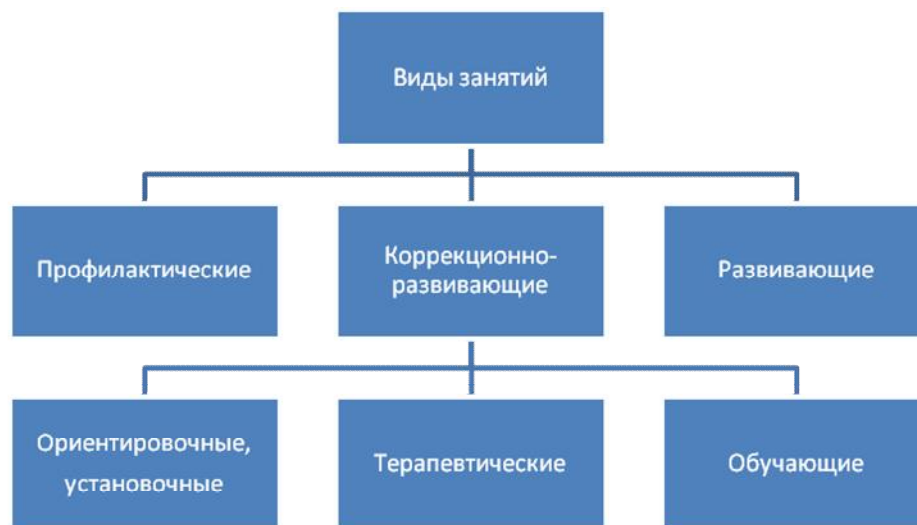 Виды занятий
Профилактические
Коррекционно-
развивающие
Развивающие
Ориентировочные,
установочные
Терапевтические
Обучающие